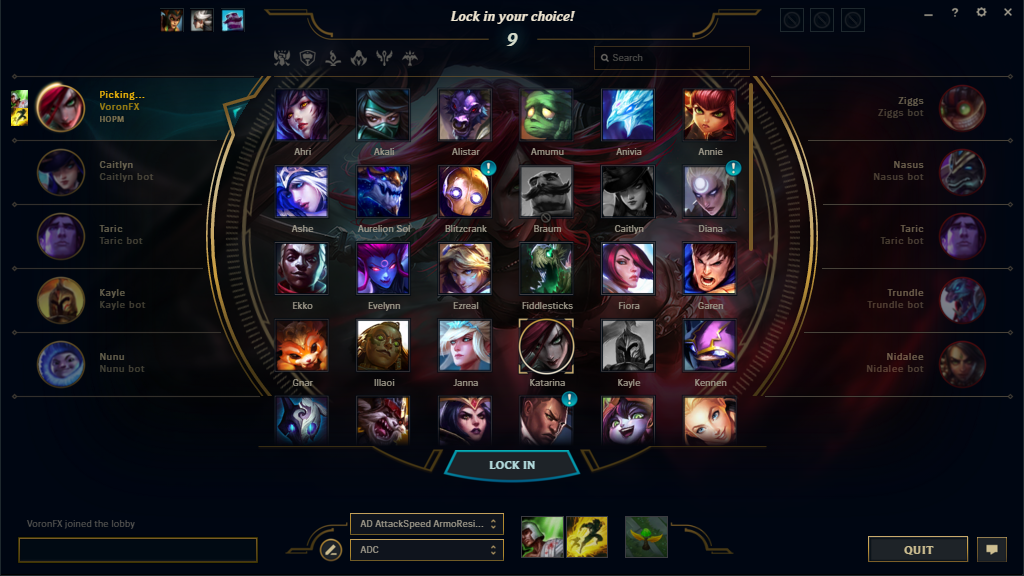 Lock in your choice!
9
?
Search
Picking...
VoronFX
HOPM
Caitlyn
Caitlyn bot
Taric
Taric bot
Kayle
Kayle bot
Nunu
Nunu bot
Ahri
Akali
Alistar
Amumu
Anivia
Annie
Ashe
Aurelion Sol
Blitzcrank
Braum
Caitlyn
Diana
Ekko
Evelynn
Ezreal
Fiddlesticks
Fiora
Garen
Gnar
Illaoi
Janna
Katarina
Kayle
Kennen
Ziggs
Ziggs bot
Nasus
Nasus bot
Taric
Taric bot
Trundle
Trundle bot
Nidalee
Nidalee bot
LOCK IN
VoronFX joined the lobby
AD AttackSpeed ArmoResi...
ADC
QUIT